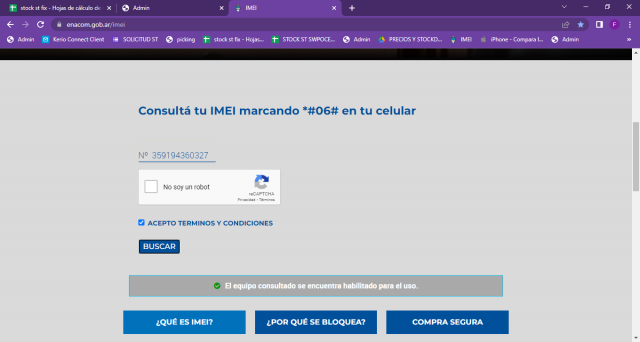 stock st fix - Hojas de cálculo de
Admin
IMEI
enacom.gob.ar/imei
Admin
Kerio Connect Client
SOLICITUD ST
picking
stock st fix - Hojas...
STOCK ST SWPOCE...
Admin
PRECIOS Y STOCKD...
IMEI
iPhone - Compara l...
Admin
»
Consultá tu IMEI marcando *#06# en tu celular
Nº 359194360327
No soy un robot
reCAPTCHA
Privacidad - Términos
ACEPTO TERMINOS Y CONDICIONES
BUSCAR
El equipo consultado se encuentra habilitado para el uso.
¿QUÉ ES IMEI?
¿POR QUÉ SE BLOQUEA?
COMPRA SEGURA